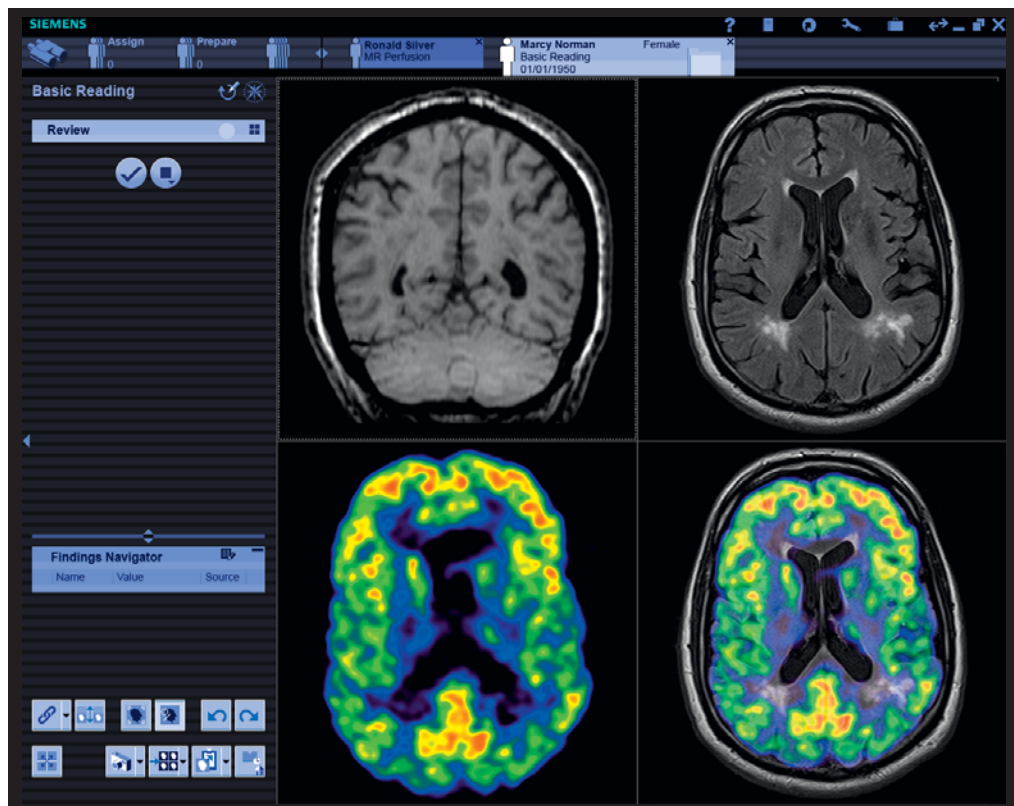 SIEMENS
?
Assign
0
Prepare
0
Ronald Silver
MR Perfusion
Marcy Norman Female
Basic Reading
01/01/1950
Basic Reading
Review
Findings Navigator
Name Value Source